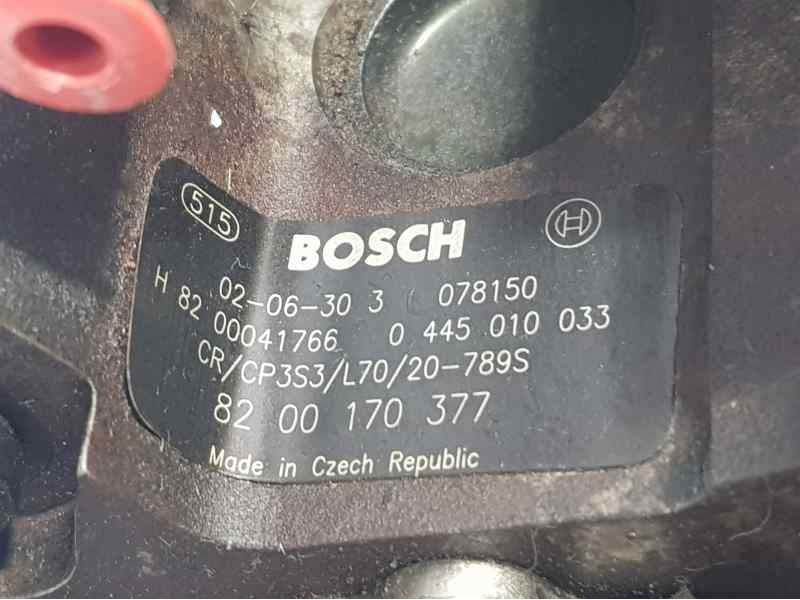 515
BOSCH
02-06-30 3 078150
H 82 00041766 0 445 010 033
CR/CP3S3/L70/20-789S
82 00 170 377
Made in Czech Republic